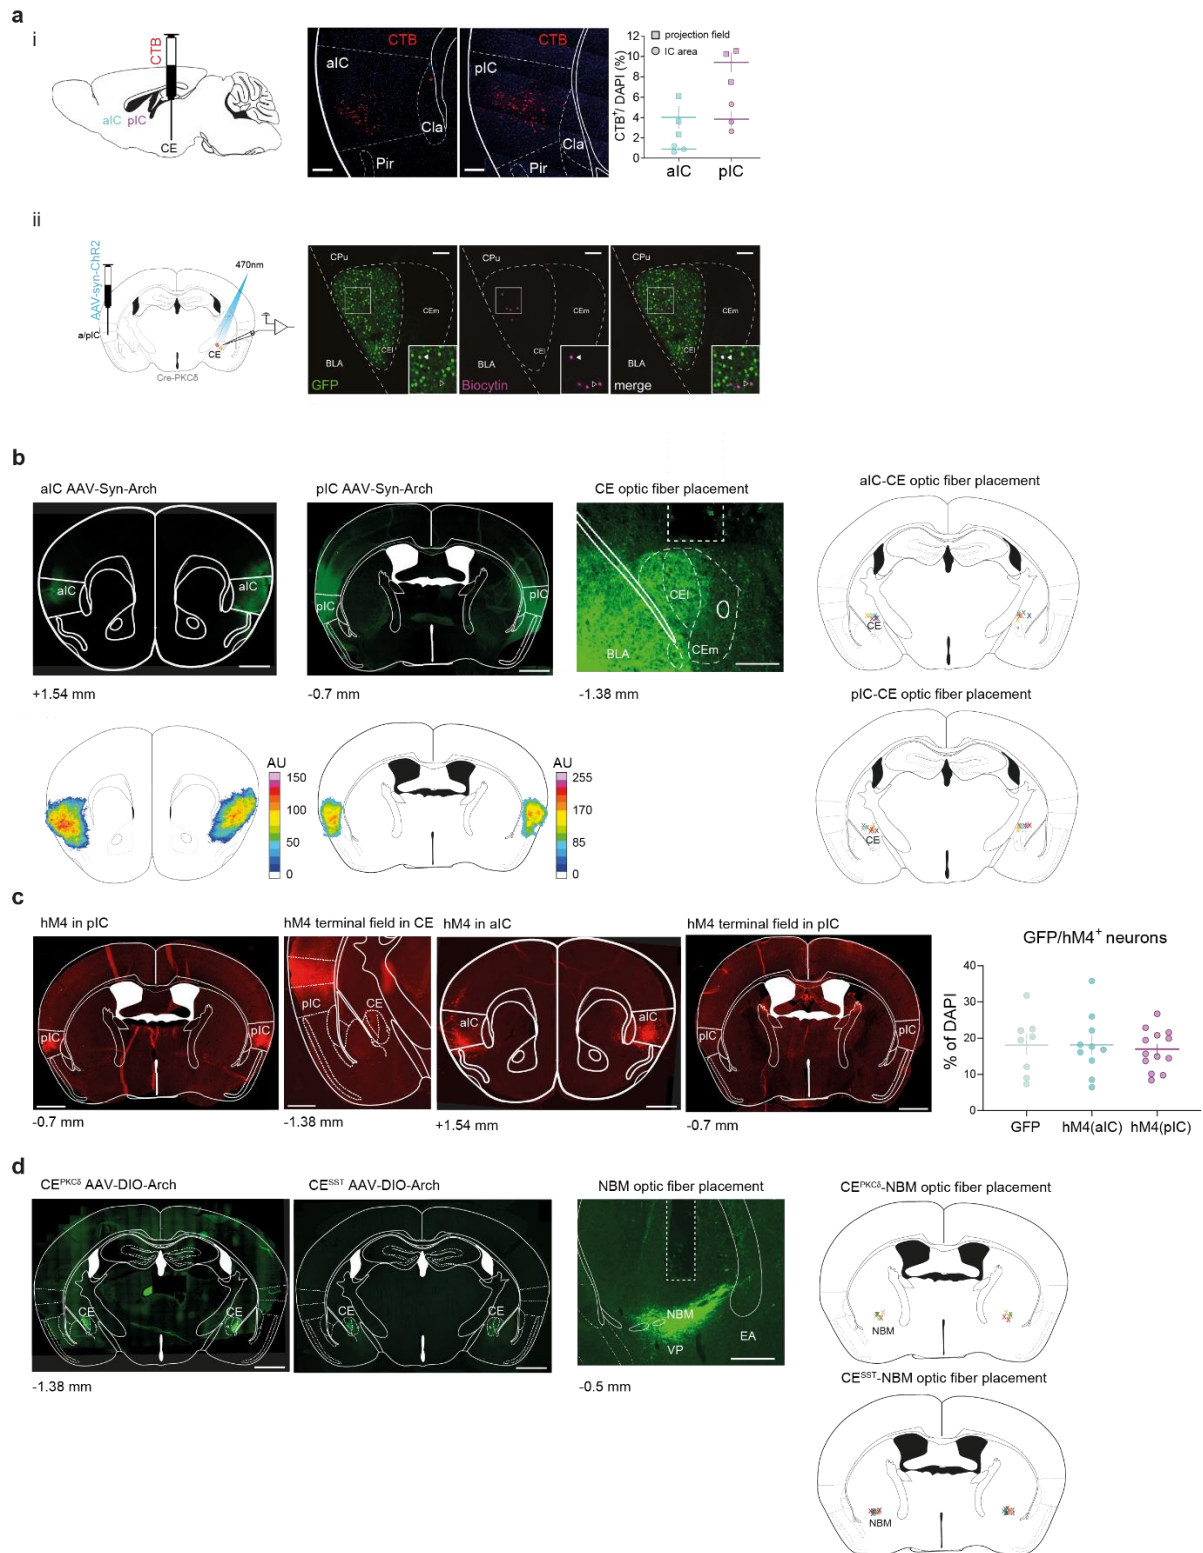 a
i
CTB
aIC
pIC
CE
CTB
aIC
Cla
Pir
CTB
pIC
Cla
Pir
projection field
IC area
CTB⁺/ DAPI (%)
12
10
8
6
4
2
0
aIC
pIC
ii
AAV-syn-ChR2
470nm
a/pIC
CE
Cre-PKCδ
CPu
CEm
CEl
BLA
GFP
CPu
CEm
CEl
BLA
Biocytin
CPu
CEm
CEl
BLA
merge
b
aIC AAV-Syn-Arch
aIC
aIC
+1.54 mm
pIC AAV-Syn-Arch
pIC
pIC
-0.7 mm
CE optic fiber placement
CEl
CEm
BLA
-1.38 mm
aIC-CE optic fiber placement
CE
pIC-CE optic fiber placement
CE
AU
150
100
50
0
AU
255
170
85
0
c
hM4 in pIC
pIC
pIC
-0.7 mm
hM4 terminal field in CE
pIC
CE
-1.38 mm
hM4 in aIC
aIC
aIC
+1.54 mm
hM4 terminal field in pIC
pIC
pIC
-0.7 mm
GFP/hM4⁺ neurons
% of DAPI
40
30
20
10
0
GFP
hM4(aIC)
hM4(pIC)
d
CE^PKCδ AAV-DIO-Arch
CE
CE
-1.38 mm
CE^SST AAV-DIO-Arch
CE
CE
NBM optic fiber placement
NBM
VP
EA
-0.5 mm
CE^PKCδ-NBM optic fiber placement
NBM
CE^SST-NBM optic fiber placement
NBM